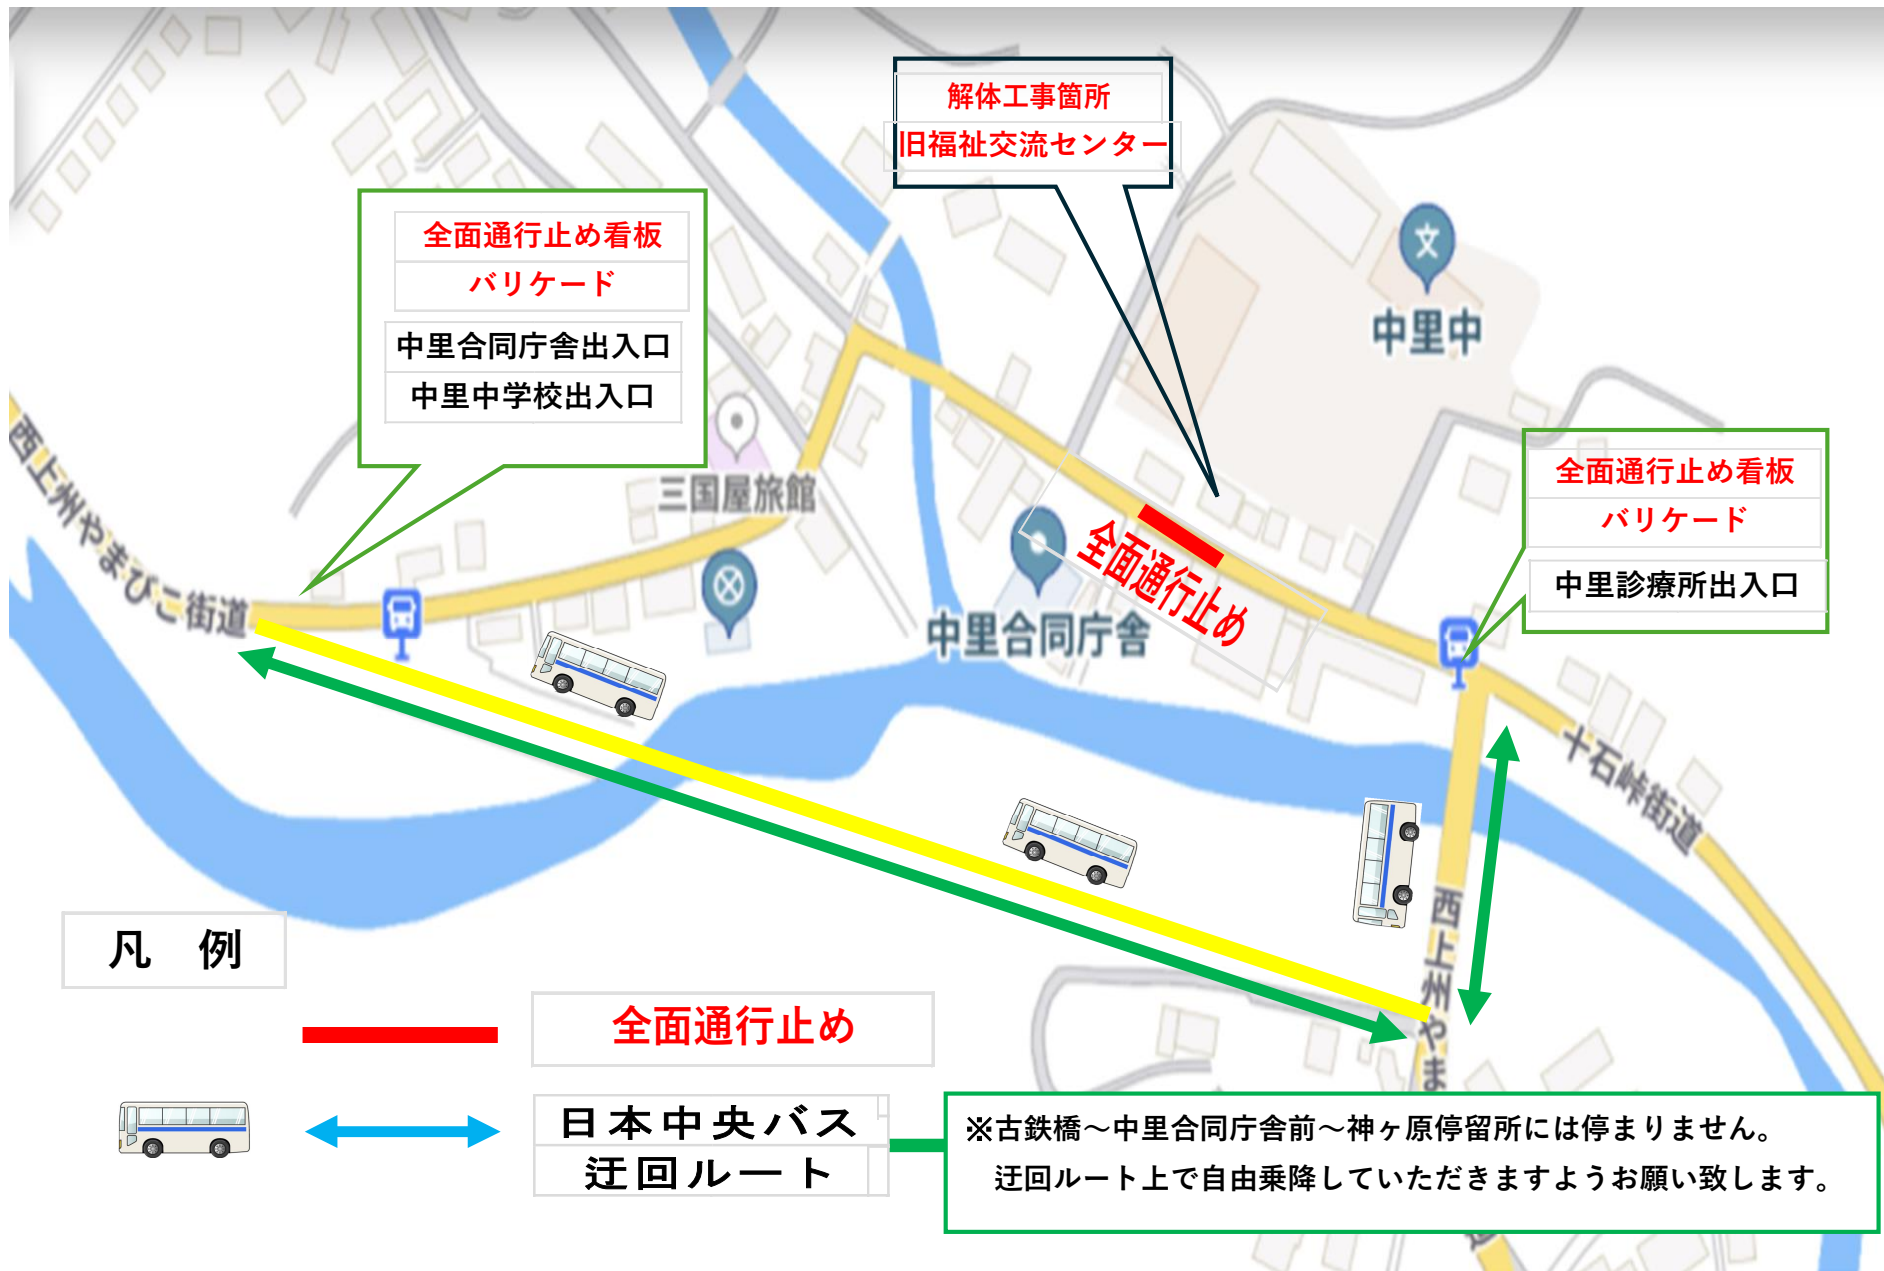 解体工事箇所
旧福祉交流センター
全面通行止め看板
バリケード
中里合同庁舎出入口
中里中学校出入口
文
中里中
西上州やまびこ街道
三国屋旅館
全面通行止め看板
バリケード
中里診療所出入口
全面通行止め
中里合同庁舎
十石峠街道
西上州やま
凡 例
全面通行止め
日本中央バス
迂回ルート
※古鉄橋～中里合同庁舎前～神ヶ原停留所には停まりません。
迂回ルート上で自由乗降していただきますようお願い致します。